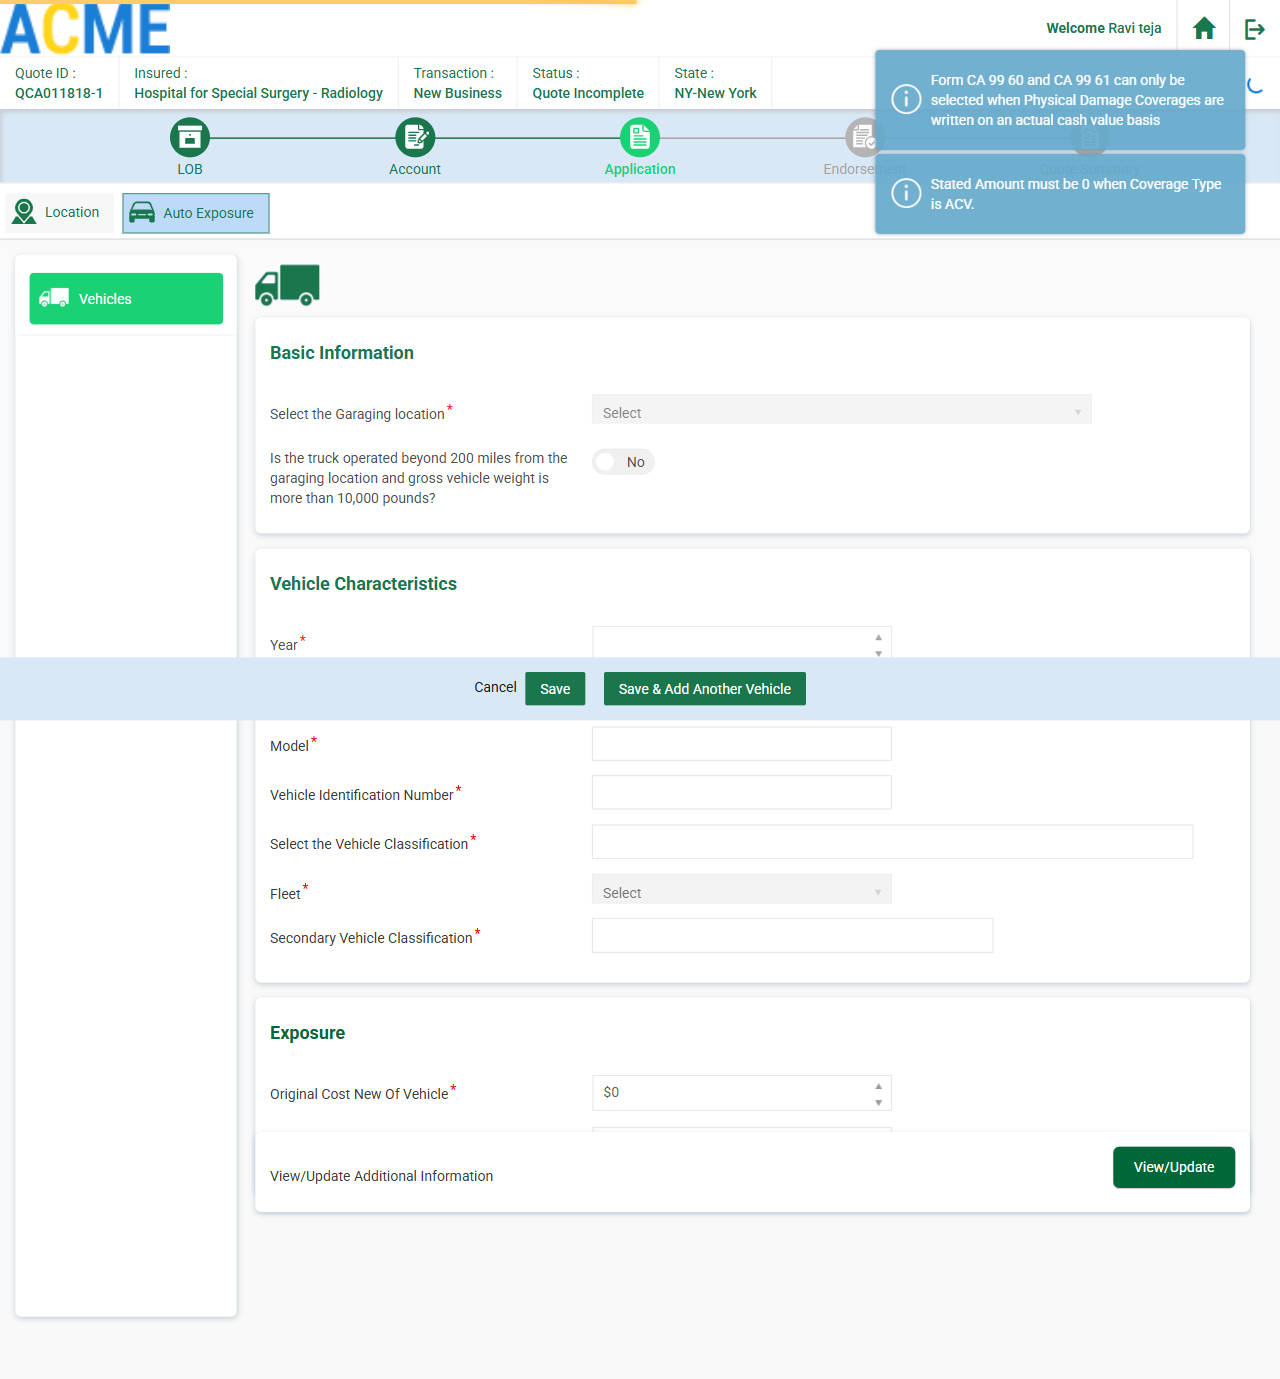 ACME
Welcome Ravi teja
Quote ID :
QCA011818-1
Insured :
Hospital for Special Surgery - Radiology
Transaction :
New Business
Status :
Quote Incomplete
State :
NY-New York
Form CA 99 60 and CA 99 61 can only be
selected when Physical Damage Coverages are
written on an actual cash value basis
Stated Amount must be 0 when Coverage Type
is ACV.
LOB
Account
Application
Endorsement
Quote Summary
Location
Auto Exposure
Vehicles
Basic Information
Select the Garaging location*
Select
Is the truck operated beyond 200 miles from the
garaging location and gross vehicle weight is
more than 10,000 pounds?
No
Vehicle Characteristics
Year*
Cancel
Save
Save & Add Another Vehicle
Model*
Vehicle Identification Number*
Select the Vehicle Classification*
Fleet*
Select
Secondary Vehicle Classification*
Exposure
Original Cost New Of Vehicle*
$0
View/Update Additional Information
View/Update